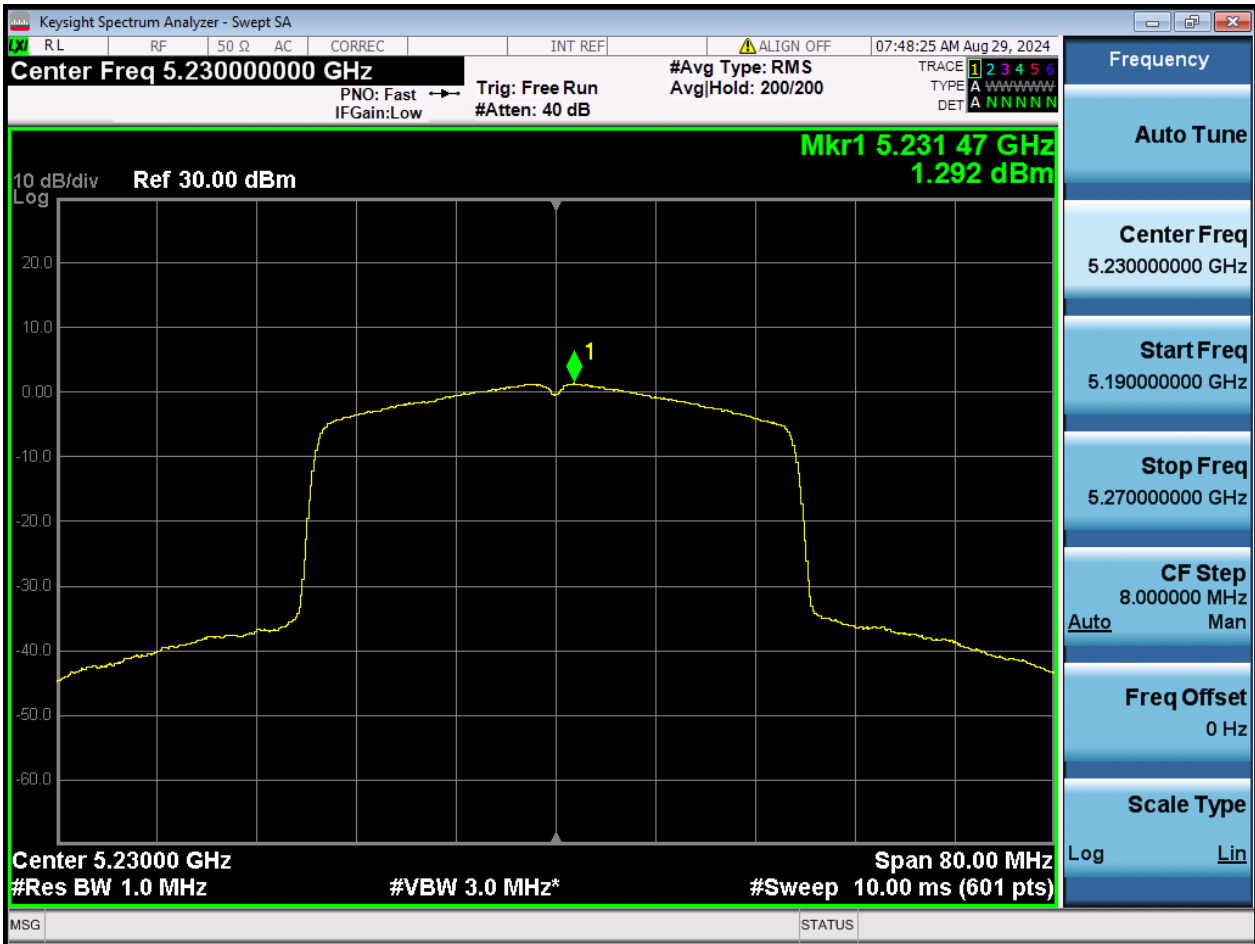 Keysight Spectrum Analyzer - Swept SA
LXI RL RF 50 Ω AC CORREC INT REF ALIGN OFF 07:48:25 AM Aug 29, 2024
Center Freq 5.230000000 GHz
PNO: Fast
IFGain:Low
Trig: Free Run
#Atten: 40 dB
#Avg Type: RMS
Avg|Hold: 200/200
TRACE 1 2 3 4 5 6
TYPE A W W W W W
DET A N N N N N
Mkr1 5.231 47 GHz
1.292 dBm
10 dB/div Ref 30.00 dBm
Log
20.0
10.0
0.00
-10.0
-20.0
-30.0
-40.0
-50.0
-60.0
1
Center 5.23000 GHz Span 80.00 MHz
#Res BW 1.0 MHz #VBW 3.0 MHz* #Sweep 10.00 ms (601 pts)
MSG STATUS
Frequency
Auto Tune
Center Freq
5.230000000 GHz
Start Freq
5.190000000 GHz
Stop Freq
5.270000000 GHz
CF Step
8.000000 MHz
Auto Man
Freq Offset
0 Hz
Scale Type
Log Lin